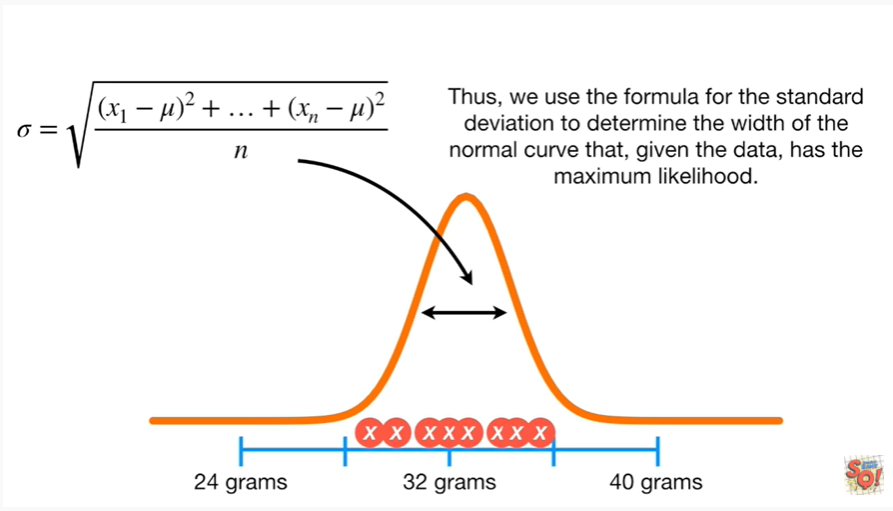 σ = √((x₁ − μ)² + … + (xₙ − μ)² / n)
Thus, we use the formula for the standard
deviation to determine the width of the
normal curve that, given the data, has the
maximum likelihood.
X X X X X X X X
24 grams 32 grams 40 grams
SQ!